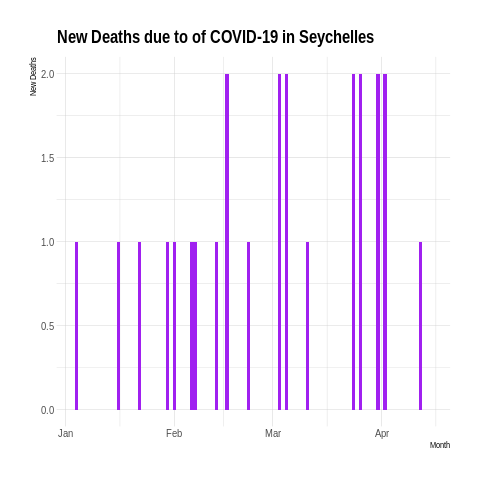 New Deaths due to of COVID-19 in Seychelles
New Deaths
2.0
1.5
1.0
0.5
0.0
Jan Feb Mar Apr
Month